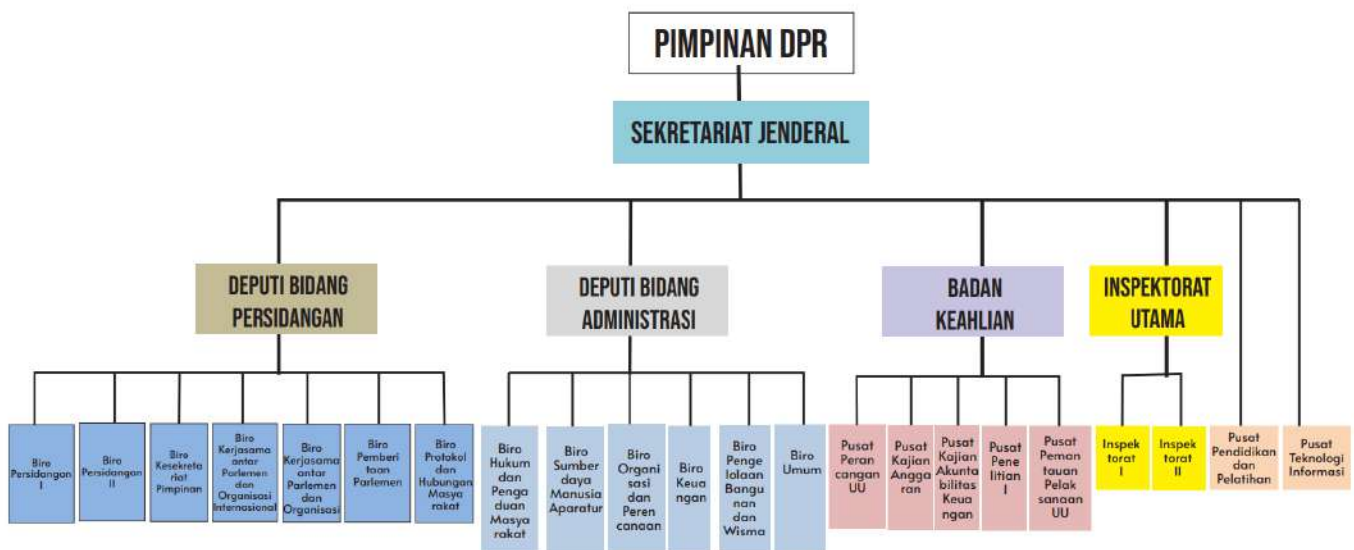 PIMPINAN DPR
SEKRETARIAT JENDERAL
DEPUTI BIDANG
PERSIDANGAN
DEPUTI BIDANG
ADMINISTRASI
BADAN
KEAHLIAN
INSPEKTORAT
UTAMA
Biro
Persidangan
I
Biro
Persidangan
II
Biro
Kesekreta
riat
Pimpinan
Biro
Kerjasama
antar
Parlemen
dan
Organisasi
Internasional
Biro
Kerjasama
antar
Parlemen
dan
Organisasi
Biro
Pemberi
taan
Parlemen
Biro
Protokol
dan
Hubungan
Masya
rakat
Biro
Hukum
dan
Penga
duan
Masya
rakat
Biro
Sumber
daya
Manusia
Aparatur
Biro
Organi
sasi
dan
Peren
canaan
Biro
Keua
ngan
Biro
Penge
lolaan
Bangu
nan
dan
Wisma
Biro
Umum
Pusat
Peran
cangan
UU
Pusat
Kajian
Angga
ran
Pusat
Kajian
Akunta
bilitas
Keua
ngan
Pusat
Pene
litian
I
Pusat
Peman
tauan
Pelak
sanaan
UU
Inspek
torat
I
Inspek
torat
II
Pusat
Pendidikan
dan
Pelatihan
Pusat
Teknologi
Informasi